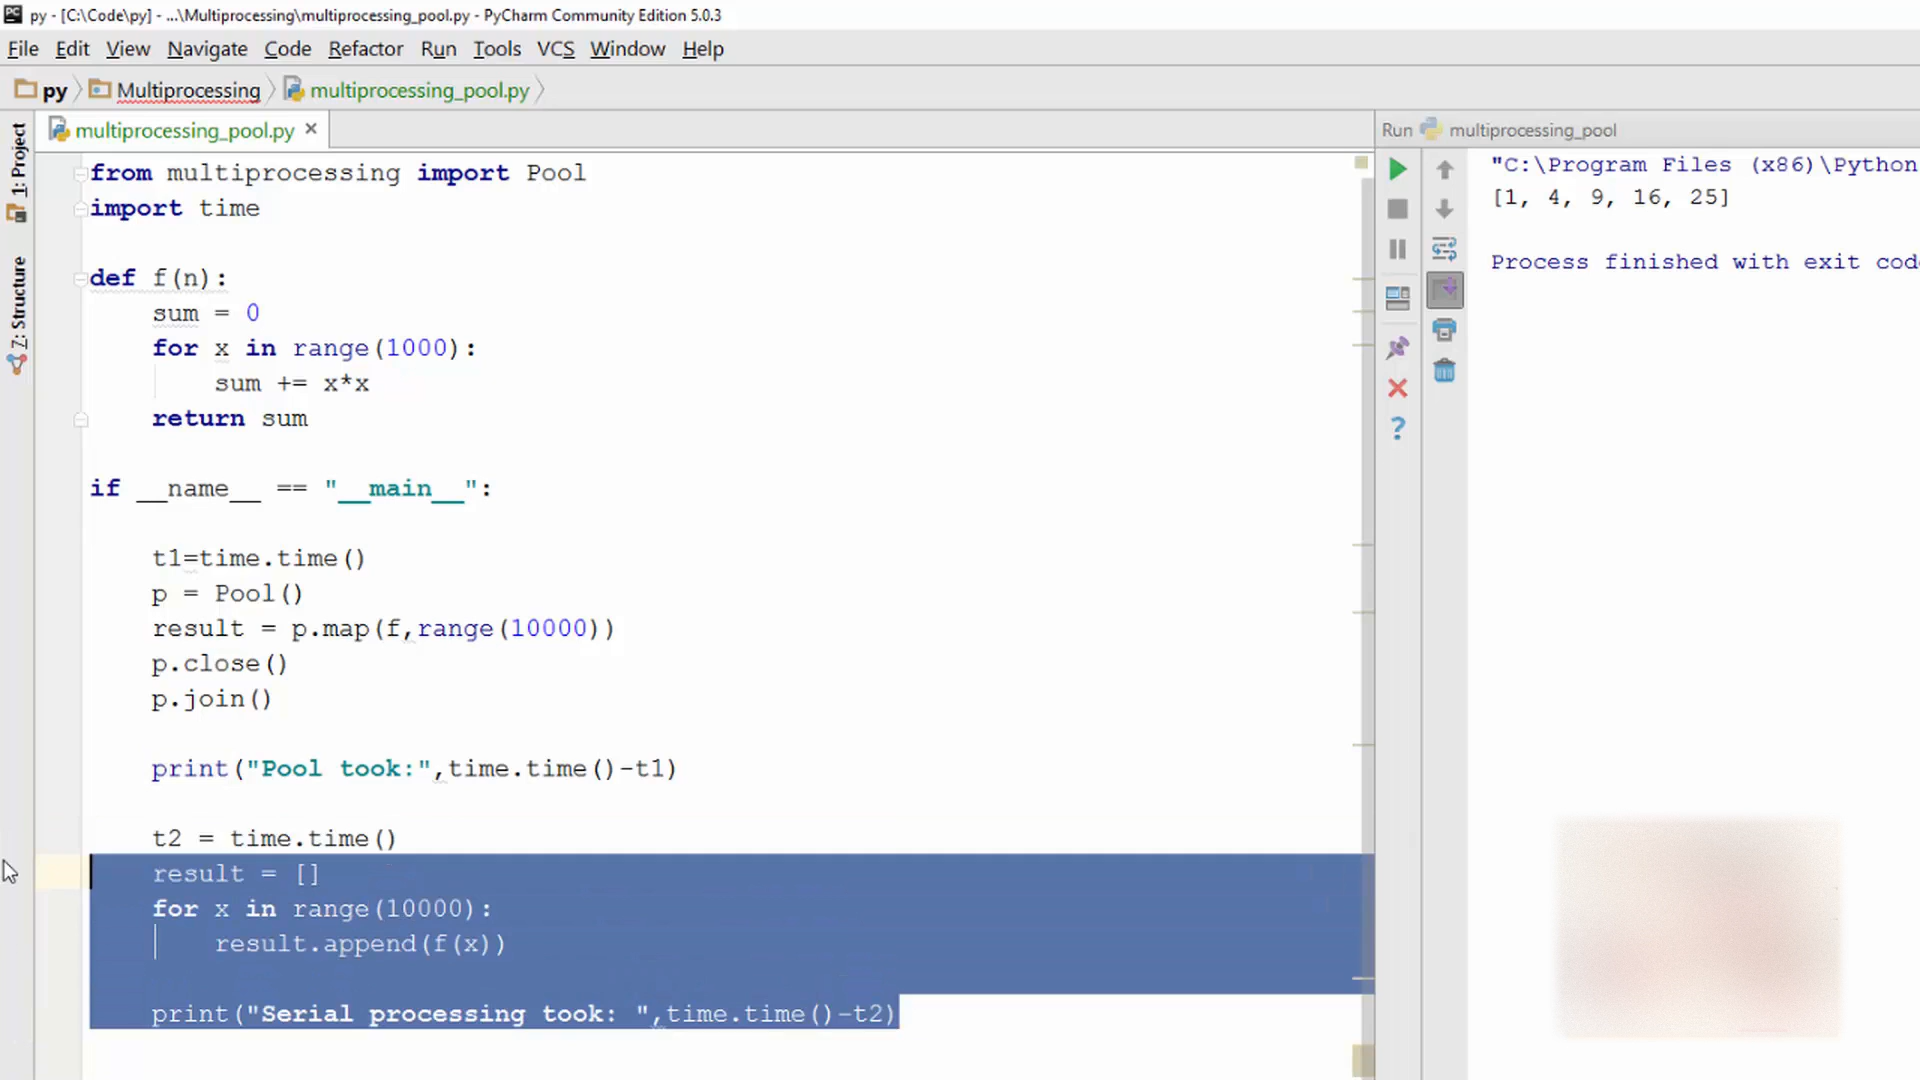 py - [C:\Code\py] - ...\Multiprocessing\multiprocessing_pool.py - PyCharm Community Edition 5.0.3
File Edit View Navigate Code Refactor Run Tools VCS Window Help
py Multiprocessing multiprocessing_pool.py
1: Project
7: Structure
multiprocessing_pool.py
from multiprocessing import Pool
import time
def f(n):
    sum = 0
    for x in range(1000):
        sum += x*x
    return sum
if __name__ == "__main__":
    t1=time.time()
    p = Pool()
    result = p.map(f,range(10000))
    p.close()
    p.join()
    print("Pool took:",time.time()-t1)
    t2 = time.time()
    result = []
    for x in range(10000):
        result.append(f(x))
    print("Serial processing took: ",time.time()-t2)
Run multiprocessing_pool
"C:\Program Files (x86)\Python
[1, 4, 9, 16, 25]
Process finished with exit cod